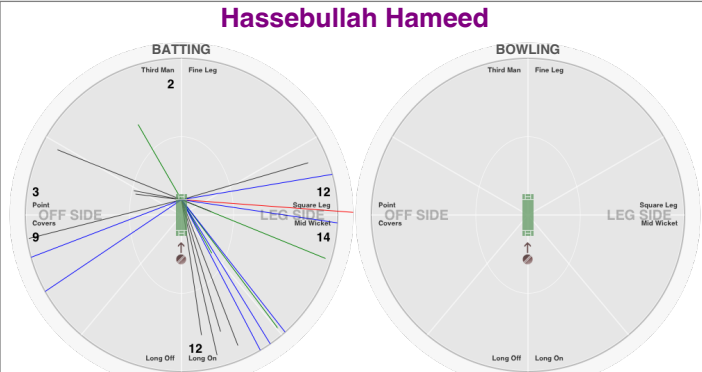 Hassebullah Hameed
BATTING
BOWLING
Third Man Fine Leg
2
Third Man Fine Leg
3
12
Point
Square Leg
OFF SIDE
LEG SIDE
Covers
Mid Wicket
9
14
Point
Square Leg
OFF SIDE
LEG SIDE
Covers
Mid Wicket
12
Long Off Long On
Long Off Long On